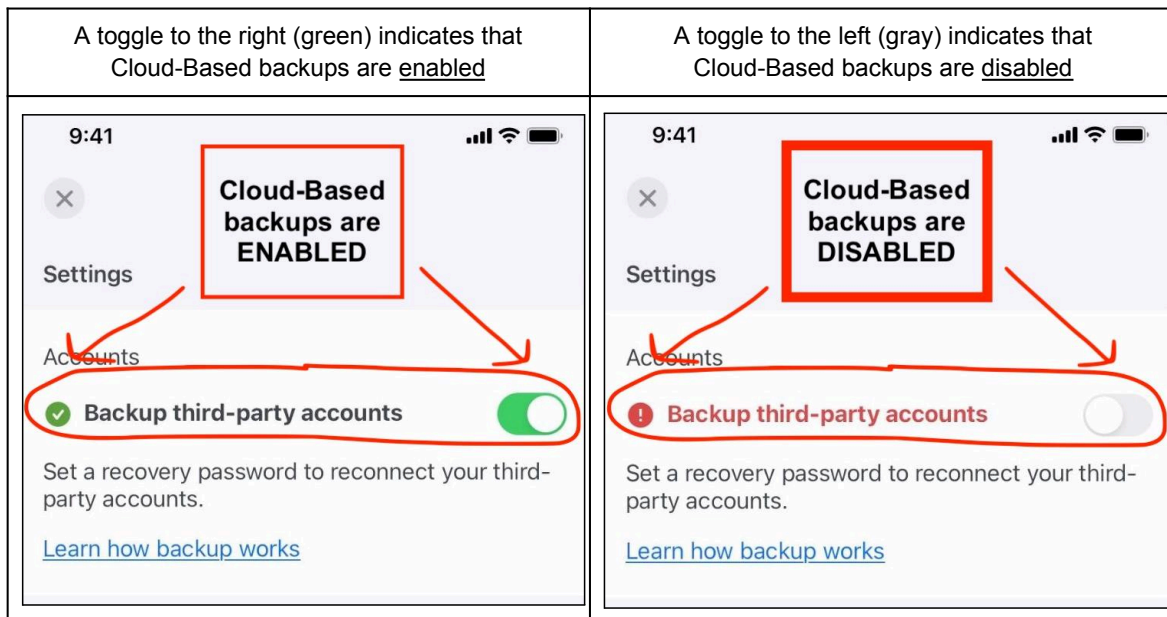 A toggle to the right (green) indicates that
Cloud-Based backups are enabled
A toggle to the left (gray) indicates that
Cloud-Based backups are disabled
9:41
Cloud-Based
backups are
ENABLED
Settings
Accounts
Backup third-party accounts
Set a recovery password to reconnect your third-
party accounts.
Learn how backup works
9:41
Cloud-Based
backups are
DISABLED
Settings
Accounts
Backup third-party accounts
Set a recovery password to reconnect your third-
party accounts.
Learn how backup works